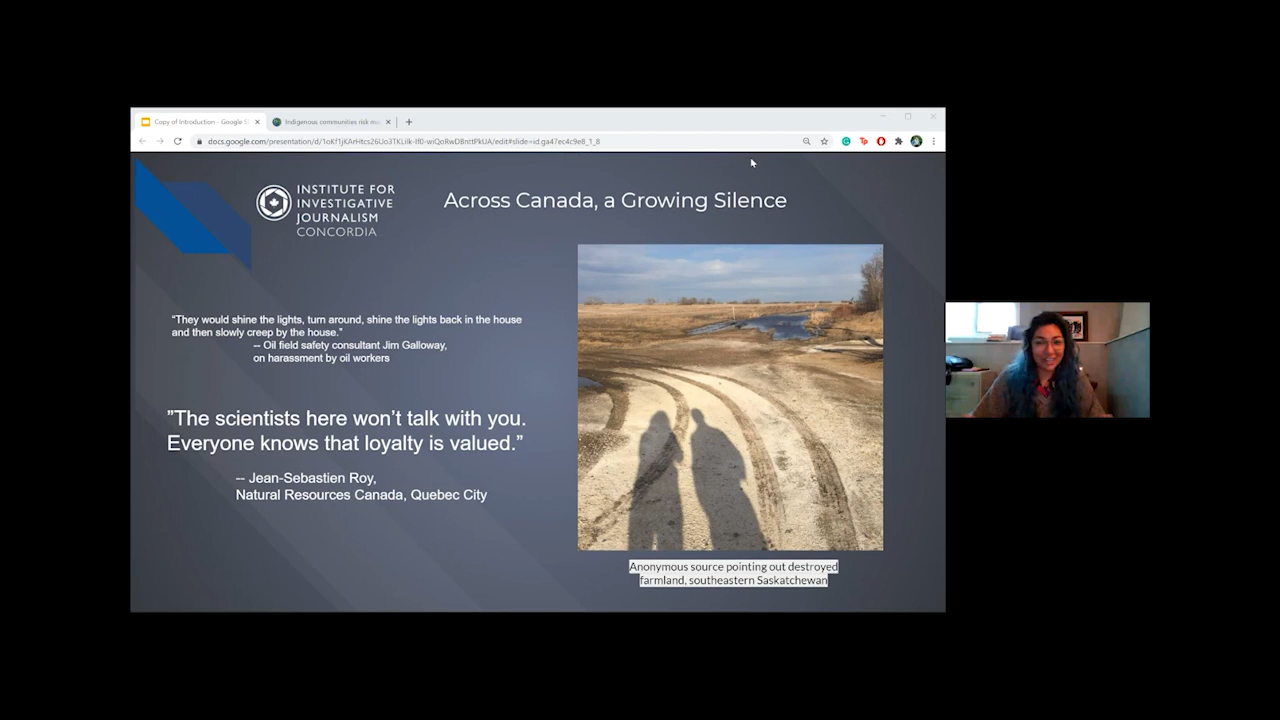 Copy of Introduction - Google S
Indigenous communities risk mu
INSTITUTE FOR
INVESTIGATIVE
JOURNALISM
CONCORDIA
Across Canada, a Growing Silence
"They would shine the lights, turn around, shine the lights back in the house
and then slowly creep by the house."
-- Oil field safety consultant Jim Galloway,
on harassment by oil workers
"The scientists here won't talk with you.
Everyone knows that loyalty is valued."
-- Jean-Sebastien Roy,
Natural Resources Canada, Quebec City
Anonymous source pointing out destroyed
farmland, southeastern Saskatchewan